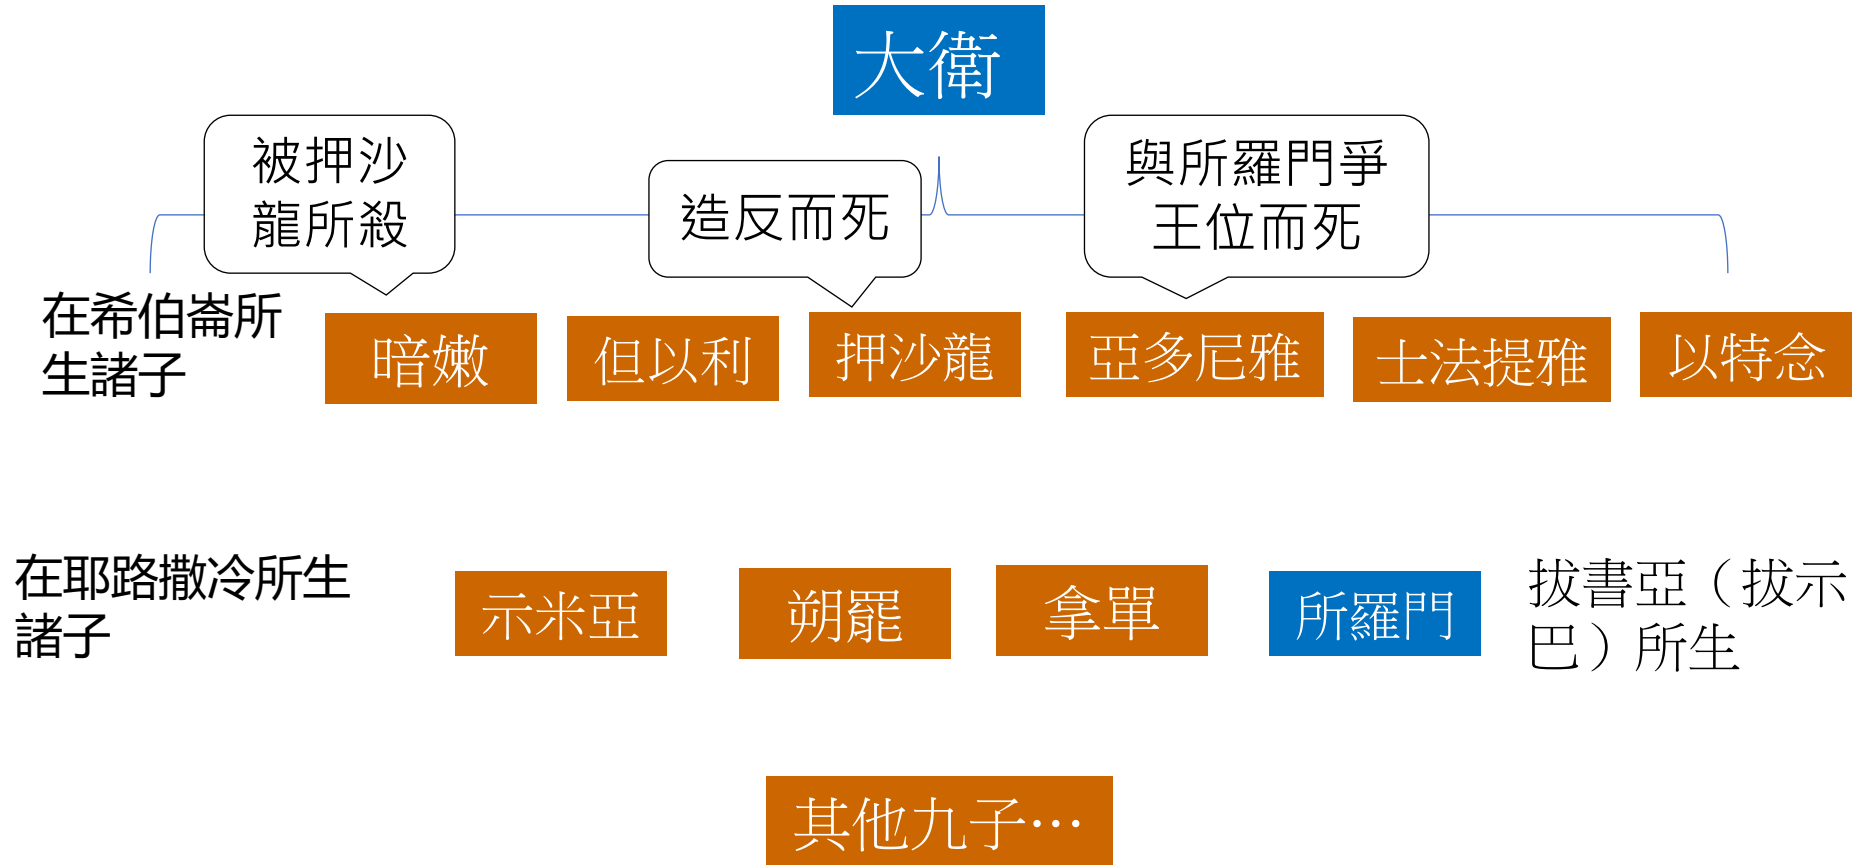 大衛
被押沙
龍所殺
造反而死
與所羅門爭
王位而死
在希伯崙所
生諸子
暗嫩
但以利
押沙龍
亞多尼雅
士法提雅
以特念
在耶路撒冷所生
諸子
示米亞
朔罷
拿單
所羅門
拔書亞（拔示
巴）所生
其他九子…